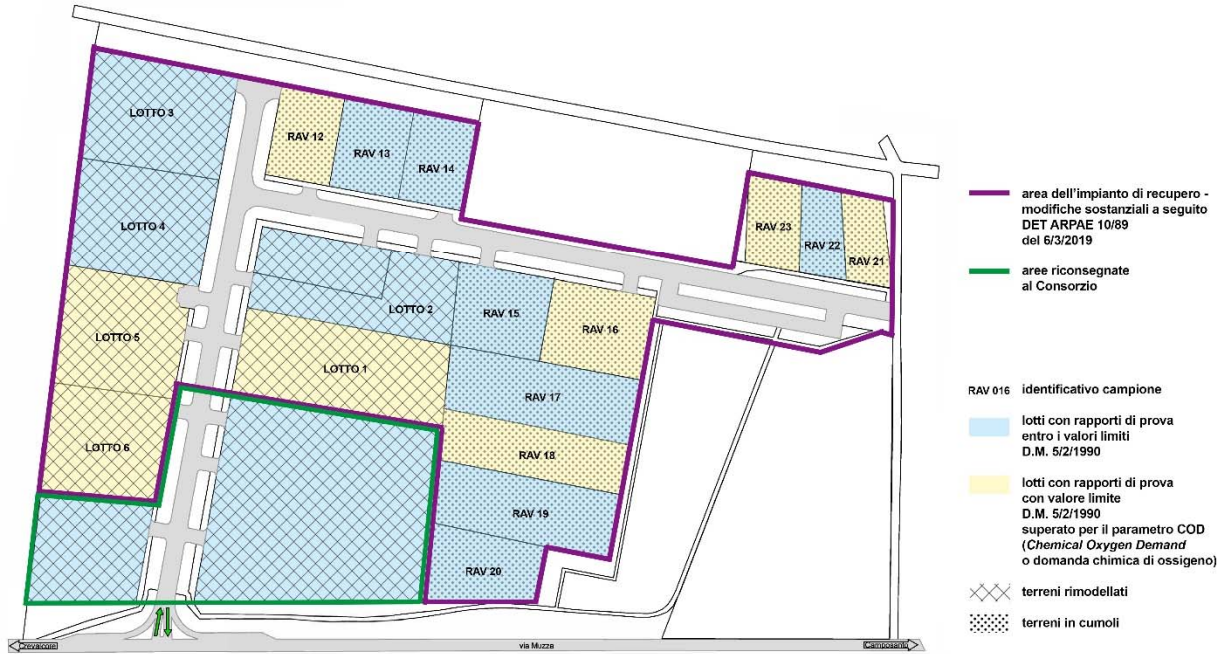 LOTTO 3
RAV 12
RAV 13
RAV 14
LOTTO 4
RAV 23
RAV 22
RAV 21
LOTTO 2
RAV 15
RAV 16
LOTTO 5
LOTTO 1
RAV 17
LOTTO 6
RAV 18
RAV 19
RAV 20
Crevalcore
via Muzza
Camposanto
area dell'impianto di recupero -
modifiche sostanziali a seguito
DET ARPAE 10/89
del 6/3/2019
aree riconsegnate
al Consorzio
RAV 016 identificativo campione
lotti con rapporti di prova
entro i valori limiti
D.M. 5/2/1990
lotti con rapporti di prova
con valore limite
D.M. 5/2/1990
superato per il parametro COD
(Chemical Oxygen Demand
o domanda chimica di ossigeno)
terreni rimodellati
terreni in cumoli